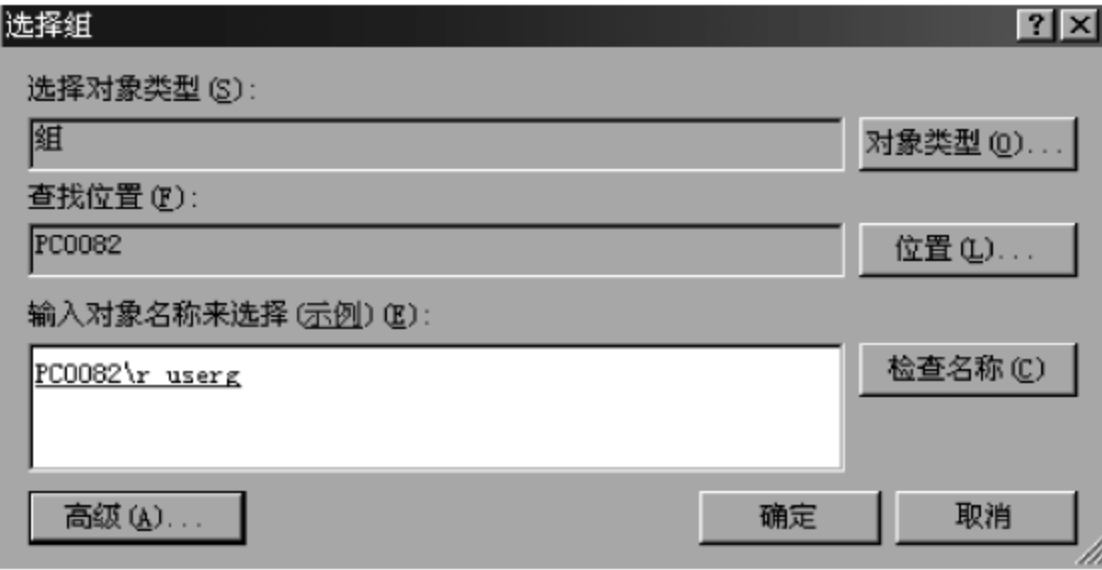 选择组
选择对象类型(S):
组
对象类型(O)...
查找位置(F):
PC0082
位置(L)...
输入对象名称来选择(示例)(E):
PC0082\r_userg
检查名称(C)
高级(A)...
确定
取消